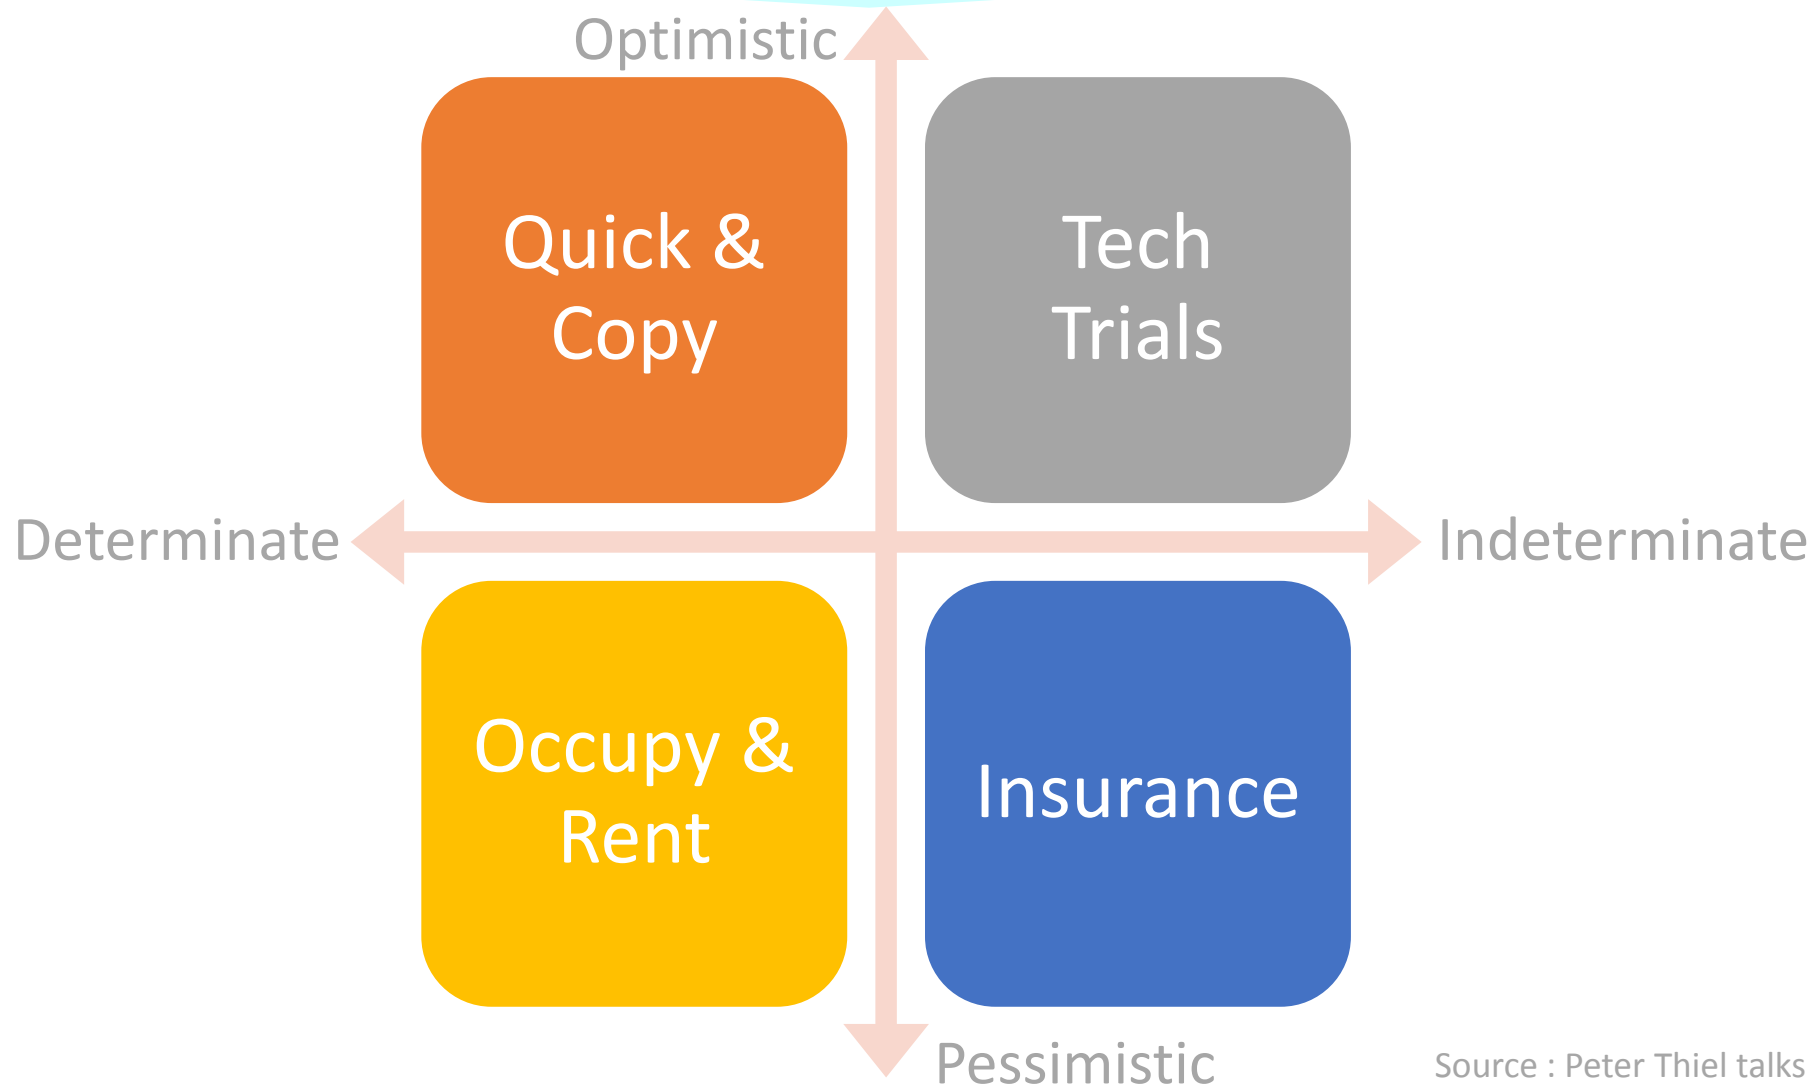 Optimistic
Quick &
Copy
Tech
Trials
Determinate
Indeterminate
Occupy &
Rent
Insurance
Pessimistic
Source : Peter Thiel talks